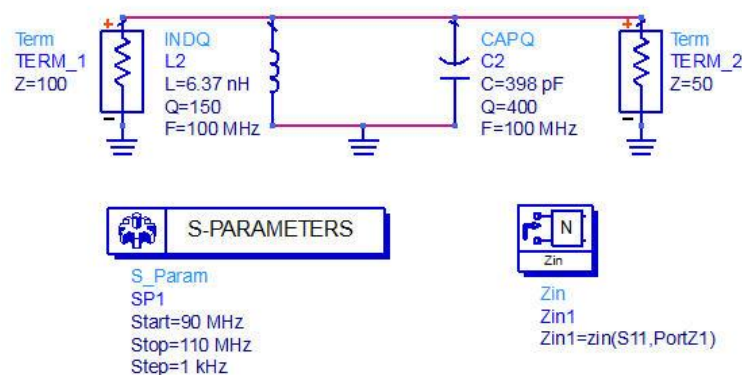 Term
TERM_1
Z=100
INDQ
L2
L=6.37 nH
Q=150
F=100 MHz
CAPQ
C2
C=398 pF
Q=400
F=100 MHz
Term
TERM_2
Z=50
S-PARAMETERS
S_Param
SP1
Start=90 MHz
Stop=110 MHz
Step=1 kHz
N
Zin
Zin
Zin1
Zin1=zin(S11,PortZ1)